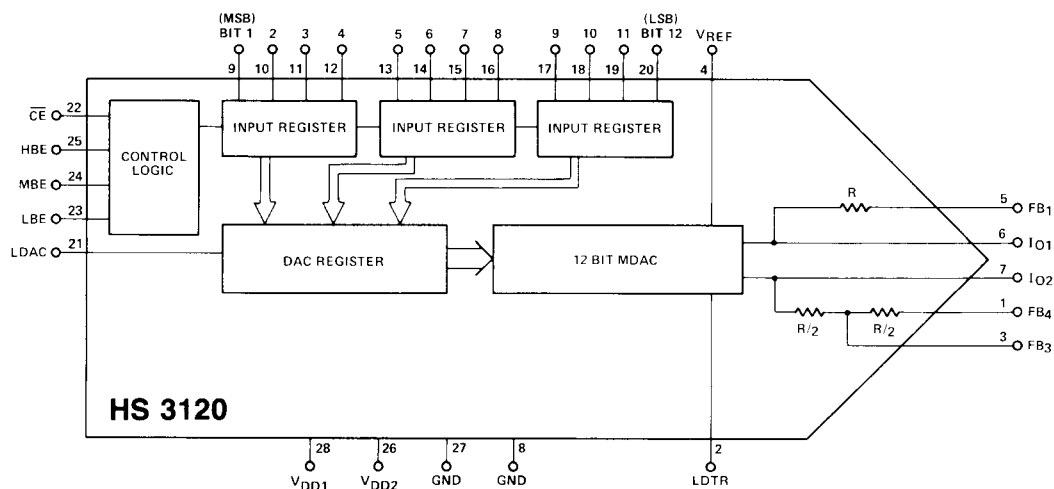 (MSB) (LSB)
BIT 1 2 3 4 5 6 7 8 9 10 11 BIT 12 VREF
9 10 11 12 13 14 15 16 17 18 19 20 4
CE 22
HBE 25
MBE 24
LBE 23
LDAC 21
CONTROL
LOGIC
INPUT REGISTER
INPUT REGISTER
INPUT REGISTER
DAC REGISTER
12 BIT MDAC
R
5 FB1
6 IO1
7 IO2
1 FB4
R/2 R/2
3 FB3
HS 3120
28 26 27 8 2
VDD1 VDD2 GND GND LDTR